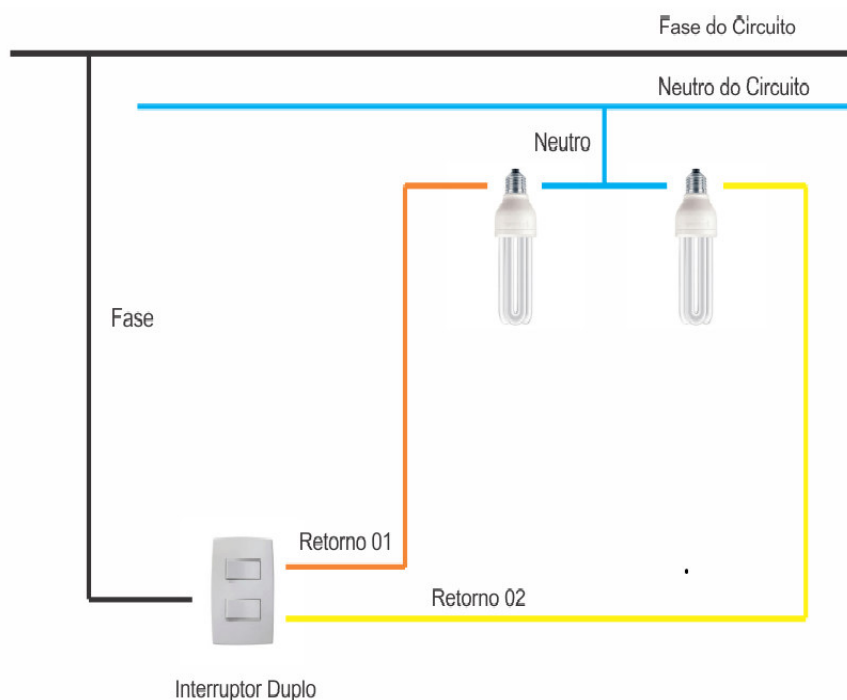 Fase do Circuito
Neutro do Circuito
Neutro
Fase
Retorno 01
Retorno 02
Interruptor Duplo